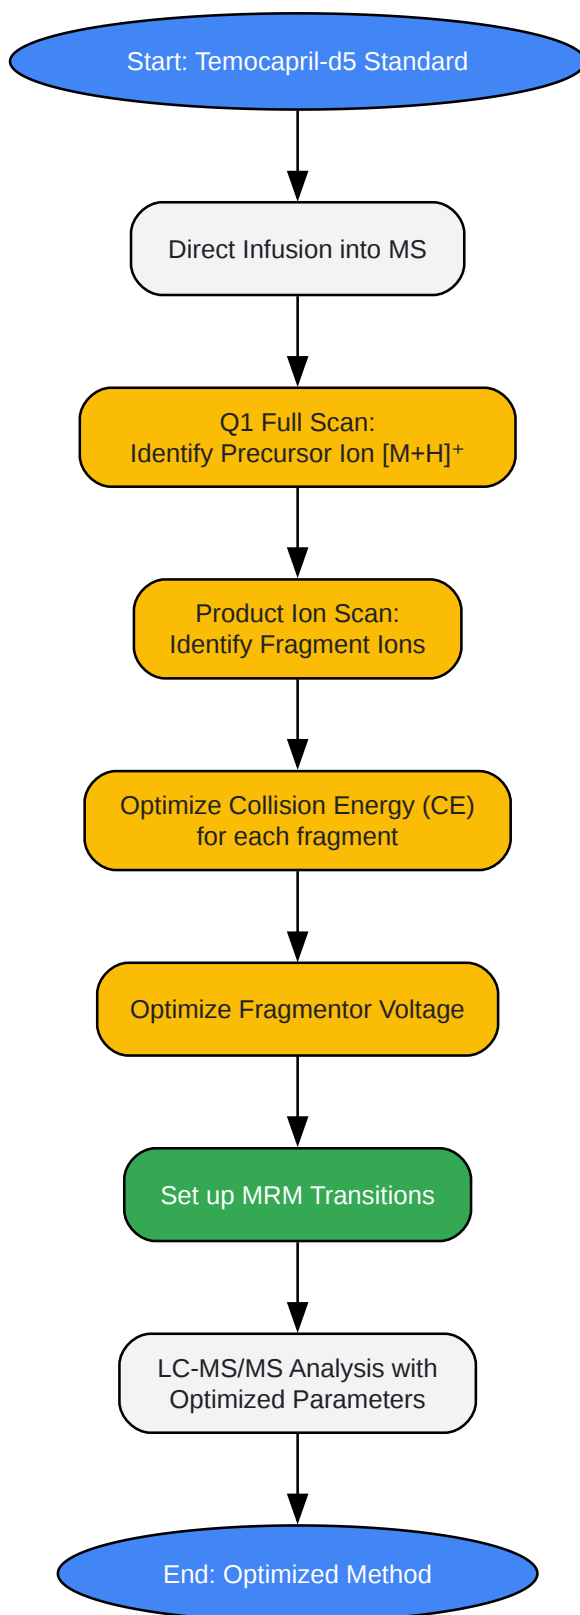 Start: Temocapril-d5 Standard
Direct Infusion into MS
Q1 Full Scan:
Identify Precursor Ion [M+H]⁺
Product Ion Scan:
Identify Fragment Ions
Optimize Collision Energy (CE)
for each fragment
Optimize Fragmentor Voltage
Set up MRM Transitions
LC-MS/MS Analysis with
Optimized Parameters
End: Optimized Method